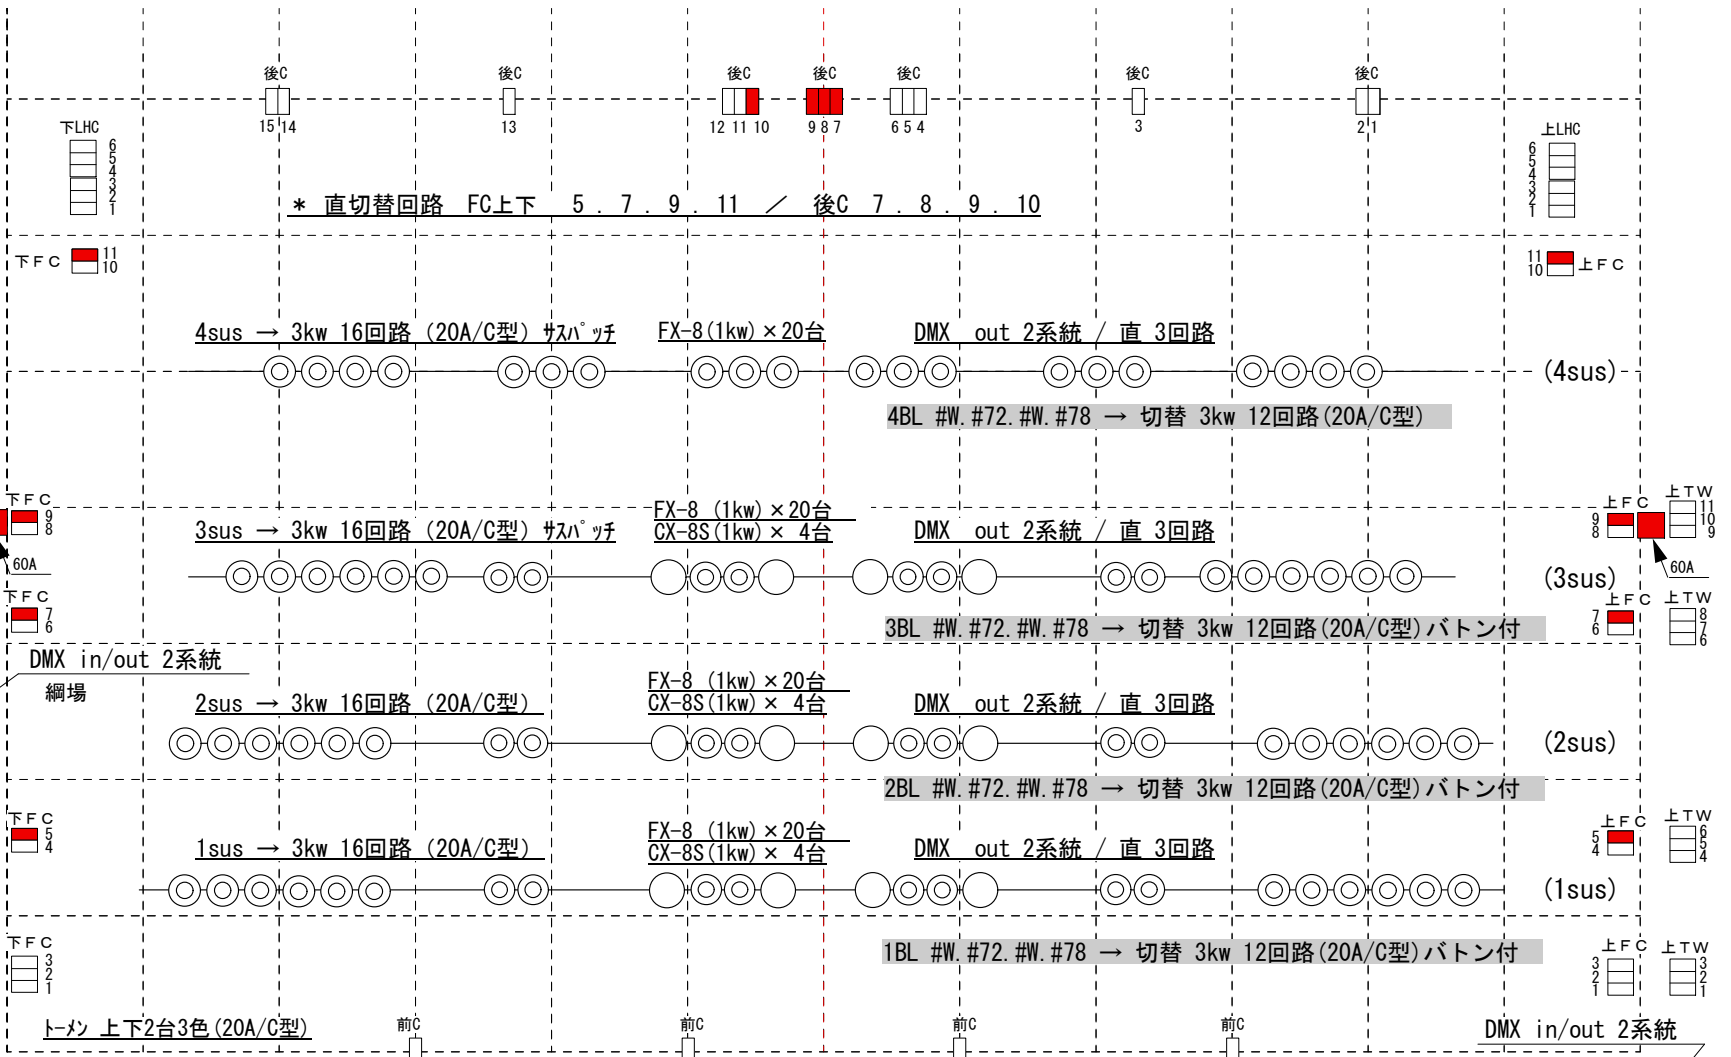 後C 後C 後C 後C 後C 後C 後C
15 14 13 12 11 10 9 8 7 6 5 4 3 2 1
下LHC
6
5
4
3
2
1
上LHC
6
5
4
3
2
1
* 直切替回路 FC上下 5 . 7 . 9 . 11 ／ 後C 7 . 8 . 9 . 10
下FC
11
10
11
10
上FC
4sus → 3kw 16回路 (20A/C型) ｻｽﾊﾟｯﾁ FX-8(1kw)×20台 DMX out 2系統 / 直 3回路
(4sus)
4BL #W.#72.#W.#78 → 切替 3kw 12回路(20A/C型)
下FC
9
8
60A
3sus → 3kw 16回路 (20A/C型) ｻｽﾊﾟｯﾁ
FX-8 (1kw)×20台
CX-8S(1kw)× 4台
DMX out 2系統 / 直 3回路
上FC
9
8
上TW
11
10
9
60A
(3sus)
下FC
7
6
上FC
7
6
上TW
8
7
6
3BL #W.#72.#W.#78 → 切替 3kw 12回路(20A/C型)バトン付
DMX in/out 2系統
綱場
2sus → 3kw 16回路 (20A/C型)
FX-8 (1kw)×20台
CX-8S(1kw)× 4台
DMX out 2系統 / 直 3回路
(2sus)
2BL #W.#72.#W.#78 → 切替 3kw 12回路(20A/C型)バトン付
下FC
5
4
上FC
5
4
上TW
6
5
4
1sus → 3kw 16回路 (20A/C型)
FX-8 (1kw)×20台
CX-8S(1kw)× 4台
DMX out 2系統 / 直 3回路
(1sus)
1BL #W.#72.#W.#78 → 切替 3kw 12回路(20A/C型)バトン付
下FC
3
2
1
上FC
3
2
1
上TW
3
2
1
ﾄｰﾒﾝ 上下2台3色(20A/C型)
前C 前C 前C 前C
DMX in/out 2系統